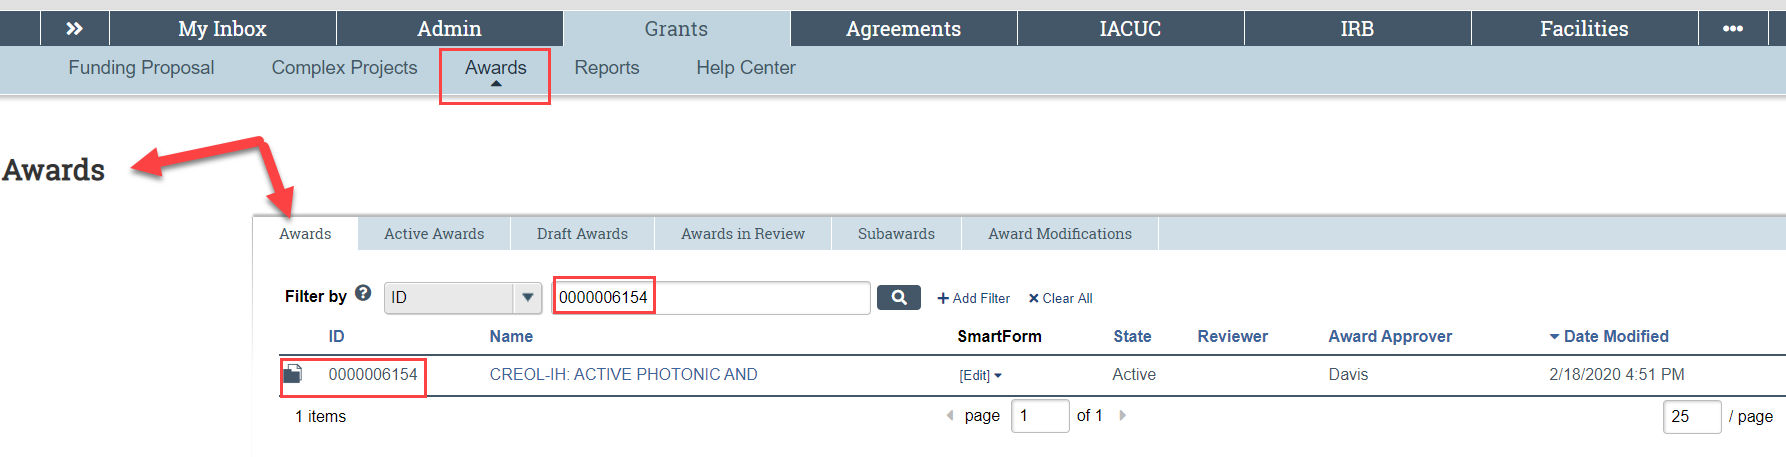 My Inbox Admin Grants Agreements IACUC IRB Facilities •••
Funding Proposal Complex Projects Awards Reports Help Center
Awards
Awards Active Awards Draft Awards Awards in Review Subawards Award Modifications
Filter by ? ID 0000006154 + Add Filter × Clear All
ID Name SmartForm State Reviewer Award Approver Date Modified
0000006154 CREOL-IH: ACTIVE PHOTONIC AND [Edit] Active Davis 2/18/2020 4:51 PM
1 items page 1 of 1 25 / page